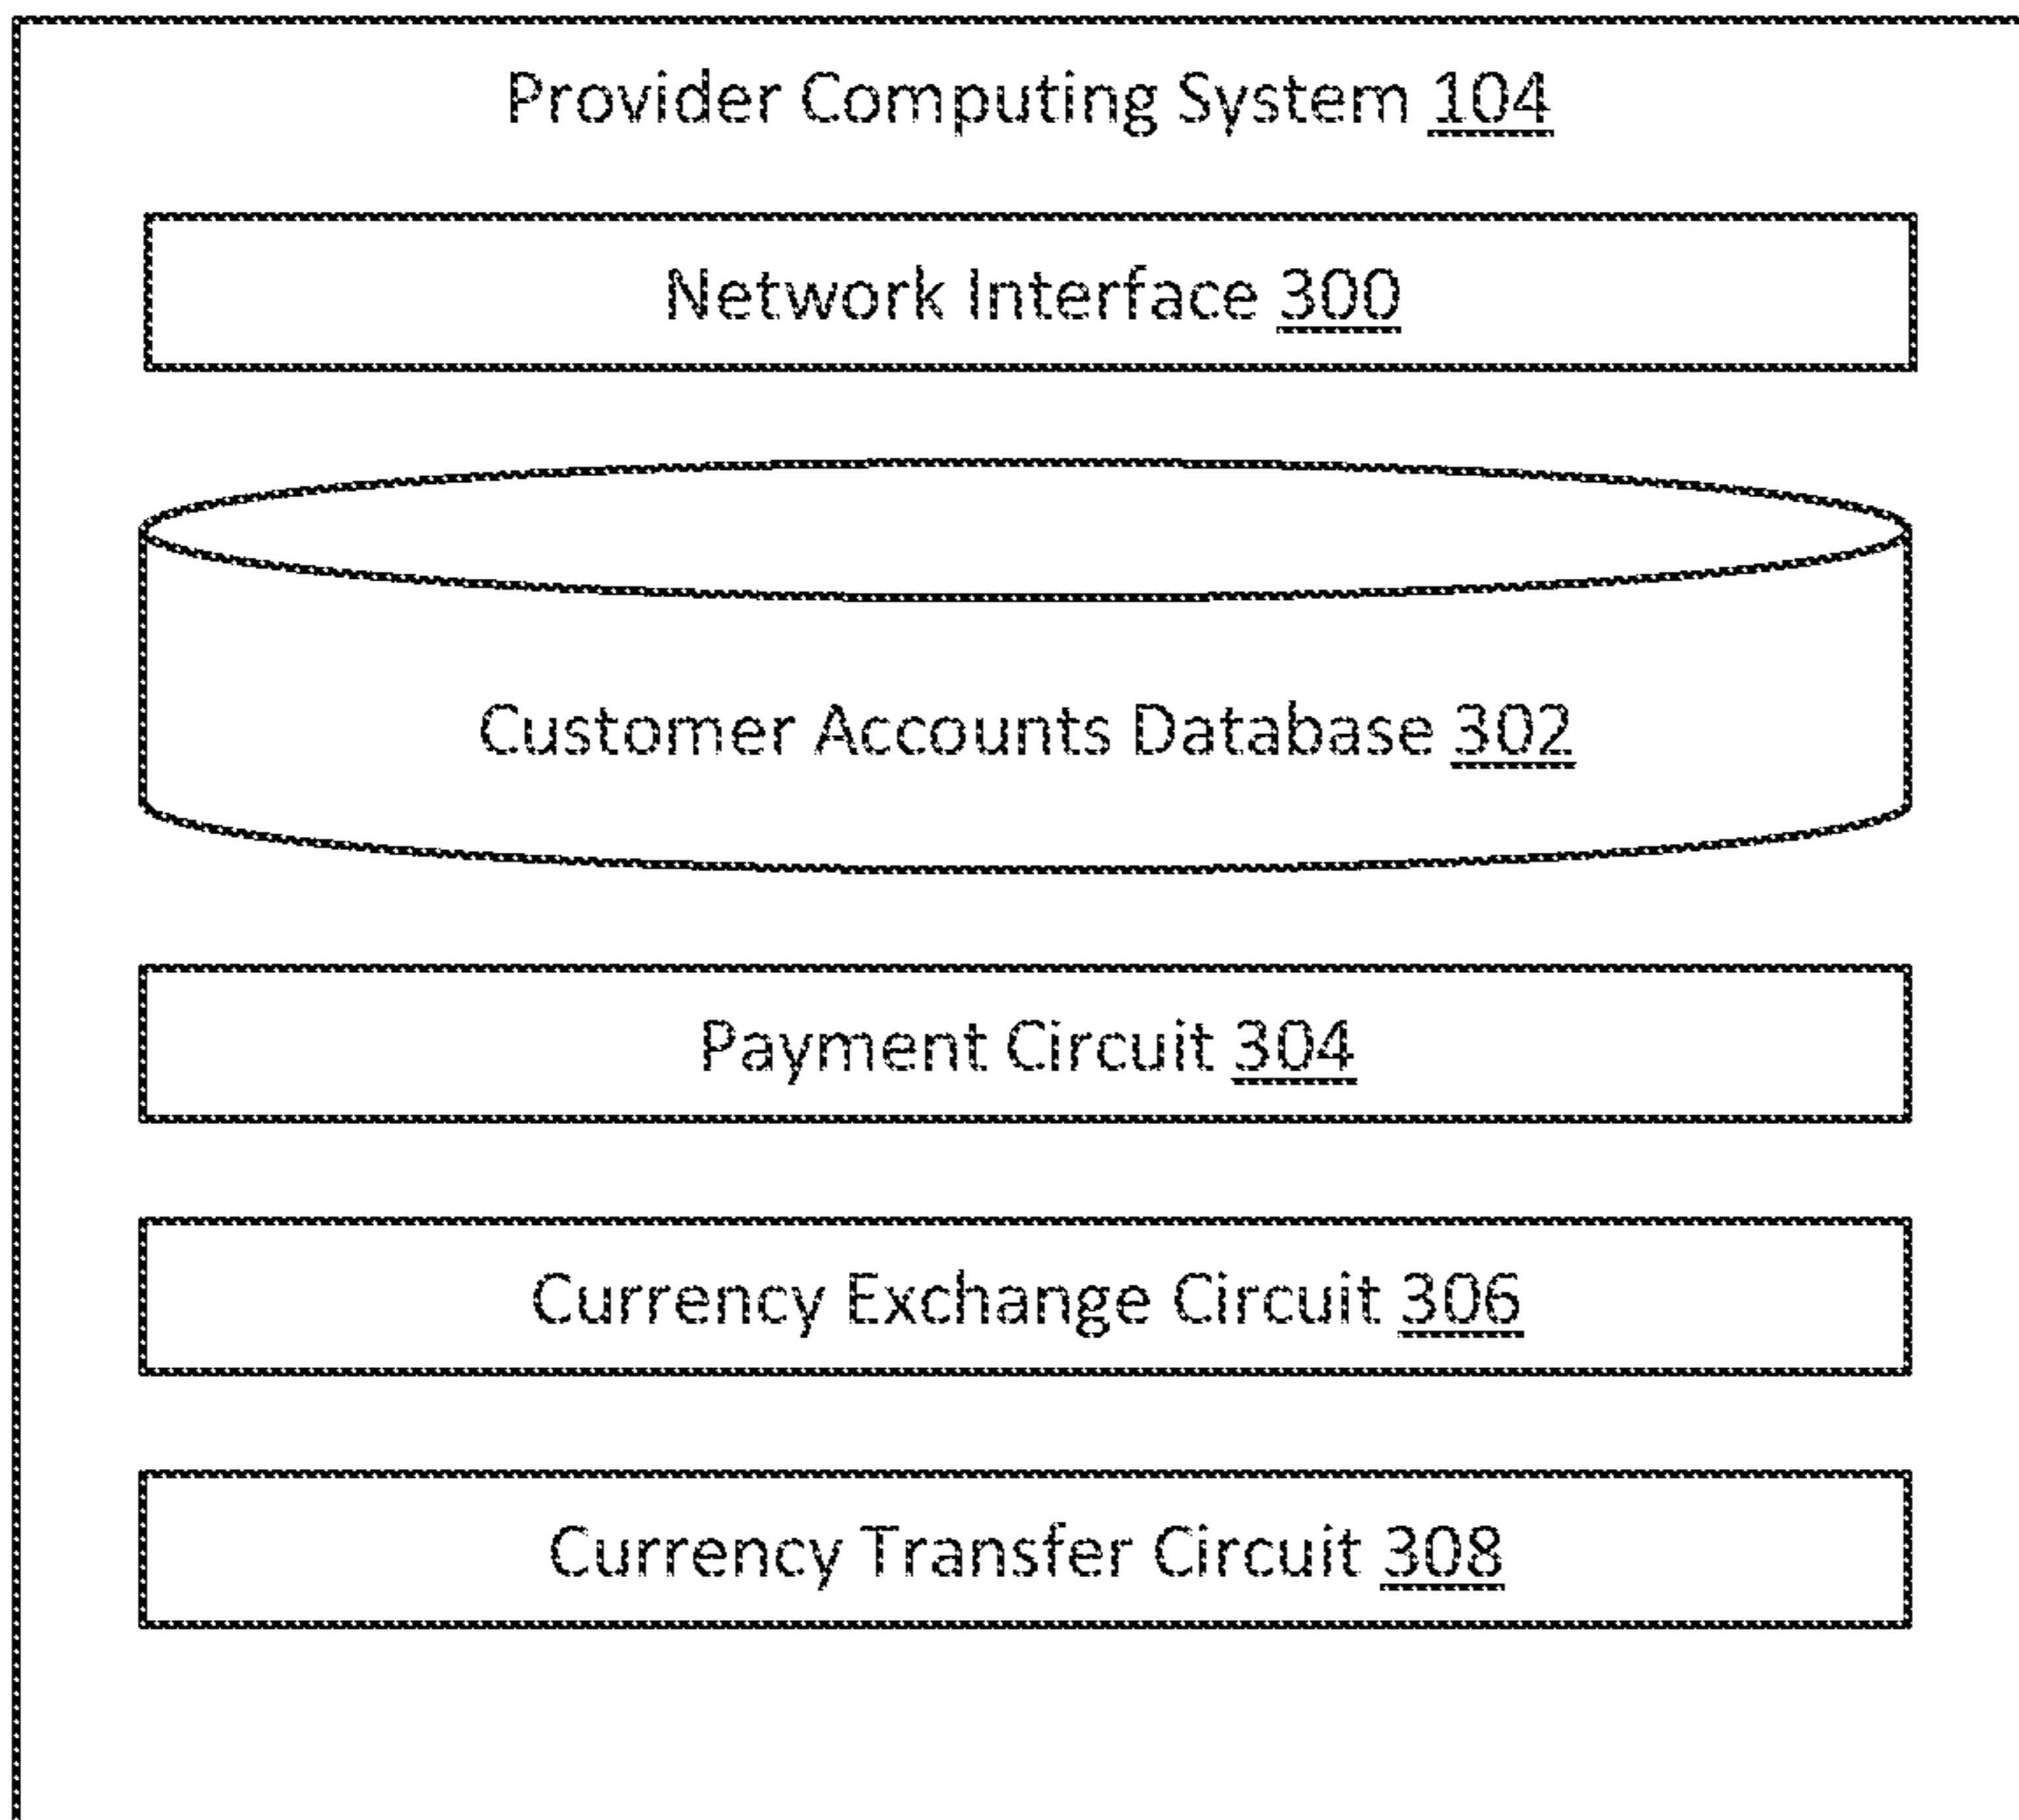 Provider Computing System 104
Network Interface 300
Customer Accounts Database 302
Payment Circuit 304
Currency Exchange Circuit 306
Currency Transfer Circuit 308